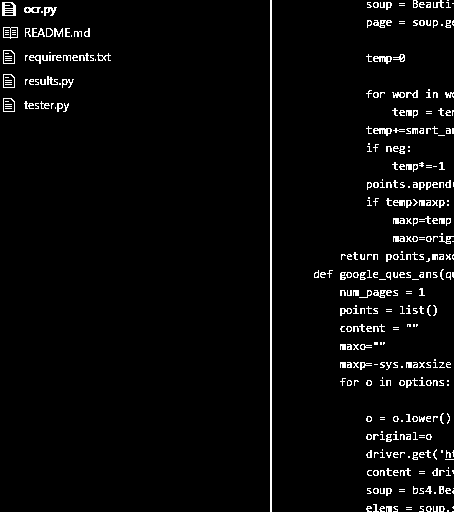 ocr.py
README.md
requirements.txt
results.py
tester.py
soup = Beauti
page = soup.ge
temp=0
for word in wo
temp = tem
temp+=smart_an
if neg:
temp*=-1
points.append(
if temp>maxp:
maxp=temp
maxo=origi
return points,maxo
def google_ques_ans(qu
num_pages = 1
points = list()
content = ""
maxo=""
maxp=-sys.maxsize
for o in options:
o = o.lower()
original=o
driver.get('ht
content = driv
soup = bs4.Bea
elems = soup.s